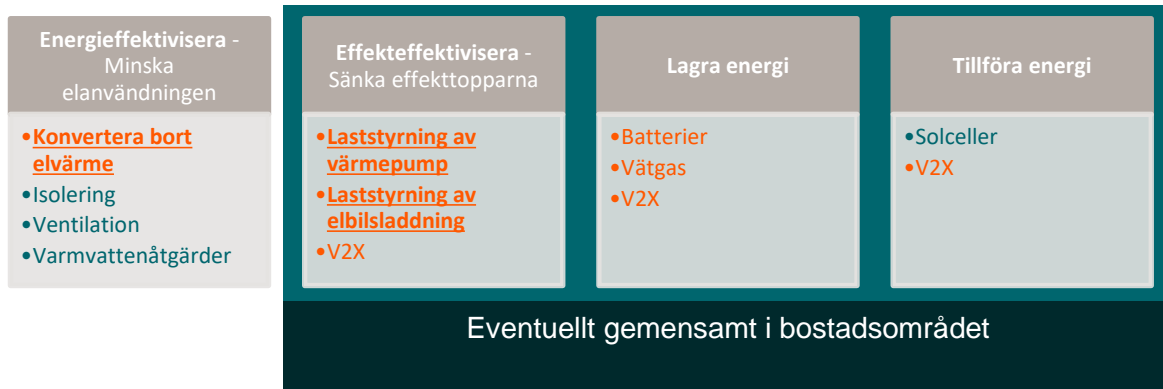 Energieffektivisera -
Minska
elanvändningen
•Konvertera bort
elvärme
•Isolering
•Ventilation
•Varmvattenåtgärder
Effekteffektivisera -
Sänka effekttopparna
•Laststyrning av
värmepump
•Laststyrning av
elbilsladdning
•V2X
Lagra energi
•Batterier
•Vätgas
•V2X
Tillföra energi
•Solceller
•V2X
Eventuellt gemensamt i bostadsområdet